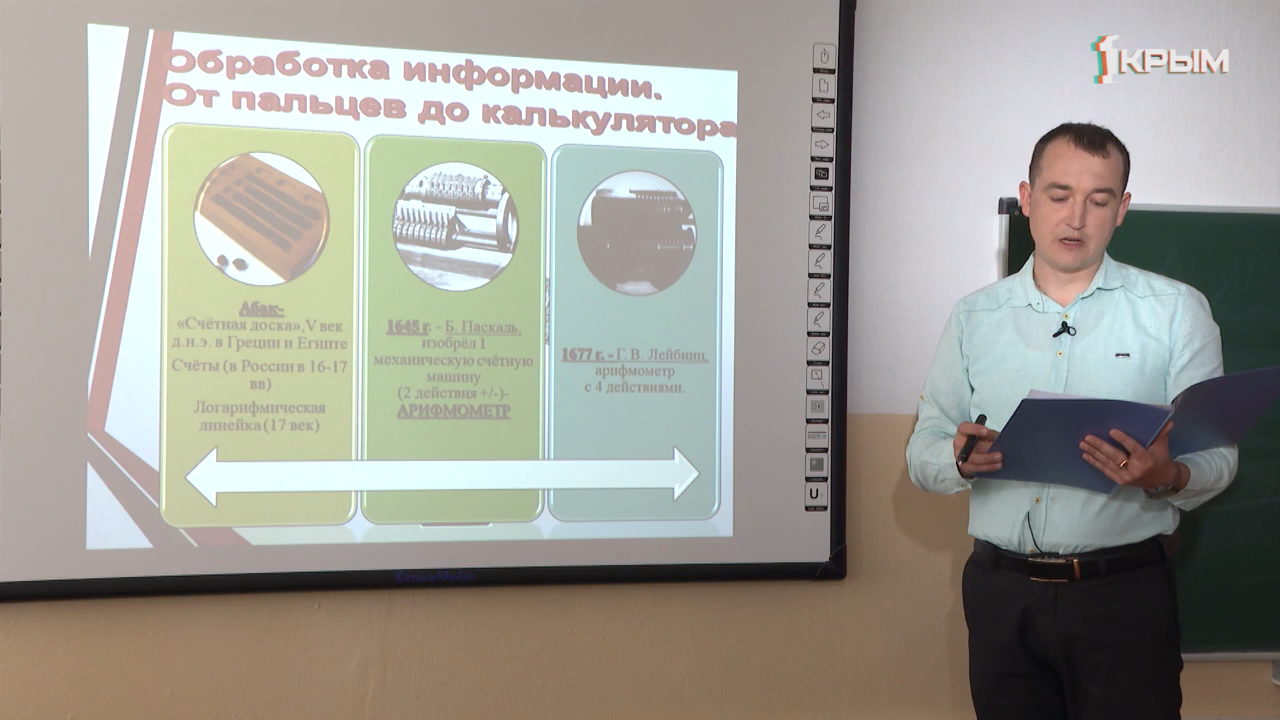 1КРЫМ
Обработка информации.
От пальцев до калькулятора
Абак-
«Счётная доска», V век
д.н.э. в Греции и Египте
Счёты (в России в 16-17
вв)
Логарифмическая
линейка (17 век)
1645 г. - Б. Паскаль,
изобрёл 1
механическую счётную
машину
(2 действия +/-)-
АРИФМОМЕТР
1677 г. - Г. В. Лейбниц,
арифмометр
с 4 действиями.